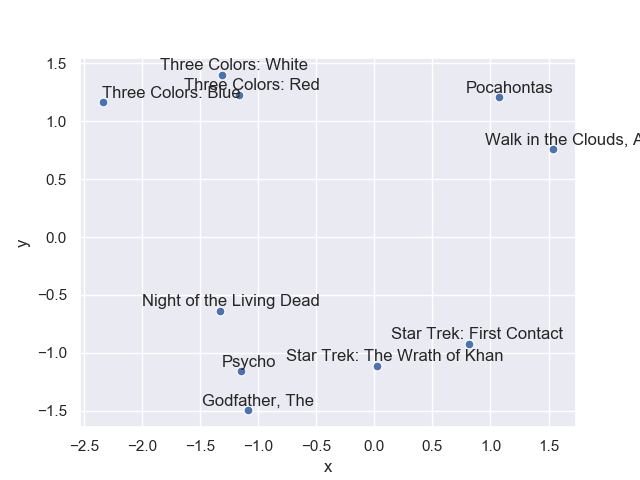 Three Colors: White
Three Colors: Red
Three Colors: Blue
Pocahontas
Walk in the Clouds, A
Night of the Living Dead
Star Trek: First Contact
Star Trek: The Wrath of Khan
Psycho
Godfather, The
1.5
1.0
0.5
0.0
−0.5
−1.0
−1.5
y
−2.5 −2.0 −1.5 −1.0 −0.5 0.0 0.5 1.0 1.5
x